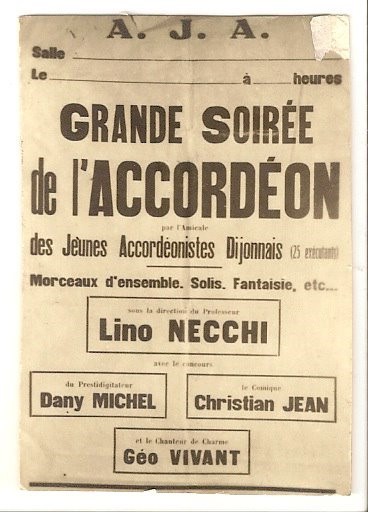 A. J. A.
Salle
Le à heures
GRANDE SOIRÉE
de l'ACCORDÉON
par l'Amicale
des Jeunes Accordéonistes Dijonnais (25 exécutants)
Morceaux d'ensemble. Solis. Fantaisie, etc...
sous la direction du Professeur
Lino NECCHI
avec le concours
du Prestidigitateur
Dany MICHEL
le Comique
Christian JEAN
et le Chanteur de Charme
Géo VIVANT